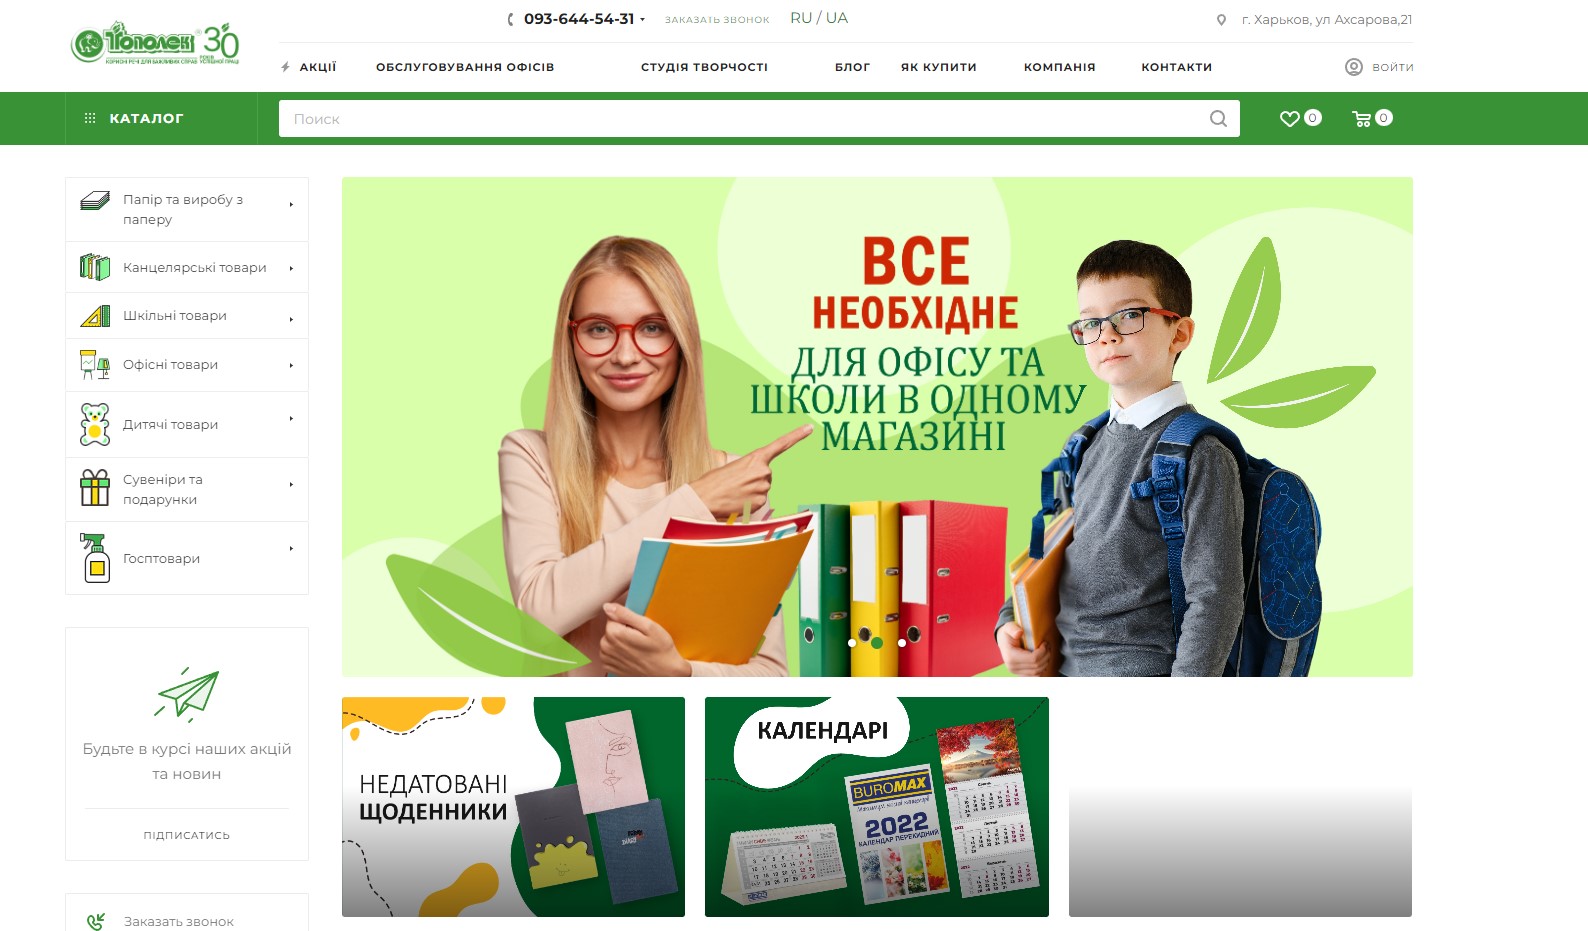 093-644-54-31
ЗАКАЗАТЬ ЗВОНОК
RU / UA
г. Харьков, ул Ахсарова,21
Тополек
30
АКЦІЇ
ОБСЛУГОВУВАННЯ ОФІСІВ
СТУДІЯ ТВОРЧОСТІ
БЛОГ
ЯК КУПИТИ
КОМПАНІЯ
КОНТАКТИ
ВОЙТИ
КАТАЛОГ
Поиск
0
0
Папір та виробу з
паперу
Канцелярські товари
Шкільні товари
Офісні товари
Дитячі товари
Сувеніри та
подарунки
Госптовари
ВСЕ
НЕОБХІДНЕ
ДЛЯ ОФІСУ ТА
ШКОЛИ В ОДНОМУ
МАГАЗИНІ
Будьте в курсі наших акцій
та новин
ПІДПИСАТИСЬ
Заказать звонок
НЕДАТОВАНІ
ЩОДЕННИКИ
КАЛЕНДАРІ
BUROMAX
2022
КАЛЕНДАР ПЕРЕКИДНИЙ